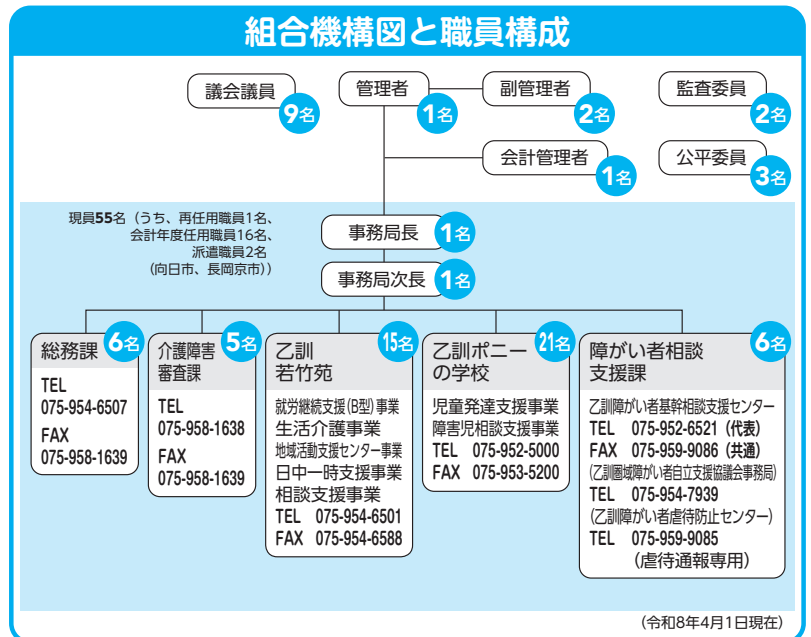 組合機構図と職員構成
議会議員
9名
管理者
1名
副管理者
2名
監査委員
2名
会計管理者
1名
公平委員
3名
現員55名（うち、再任用職員1名、
会計年度任用職員16名、
派遣職員2名
（向日市、長岡京市））
事務局長
1名
事務局次長
1名
総務課
6名
TEL
075-954-6507
FAX
075-958-1639
介護障害
審査課
5名
TEL
075-958-1638
FAX
075-958-1639
乙訓
若竹苑
15名
就労継続支援(B型)事業
生活介護事業
地域活動支援センター事業
日中一時支援事業
相談支援事業
TEL 075-954-6501
FAX 075-954-6588
乙訓ポニー
の学校
21名
児童発達支援事業
障害児相談支援事業
TEL 075-952-5000
FAX 075-953-5200
障がい者相談
支援課
6名
乙訓障がい者基幹相談支援センター
TEL 075-952-6521（代表）
FAX 075-959-9086（共通）
(乙訓圏域障がい者自立支援協議会事務局)
TEL 075-954-7939
(乙訓障がい者虐待防止センター)
TEL 075-959-9085
（虐待通報専用）
（令和8年4月1日現在）